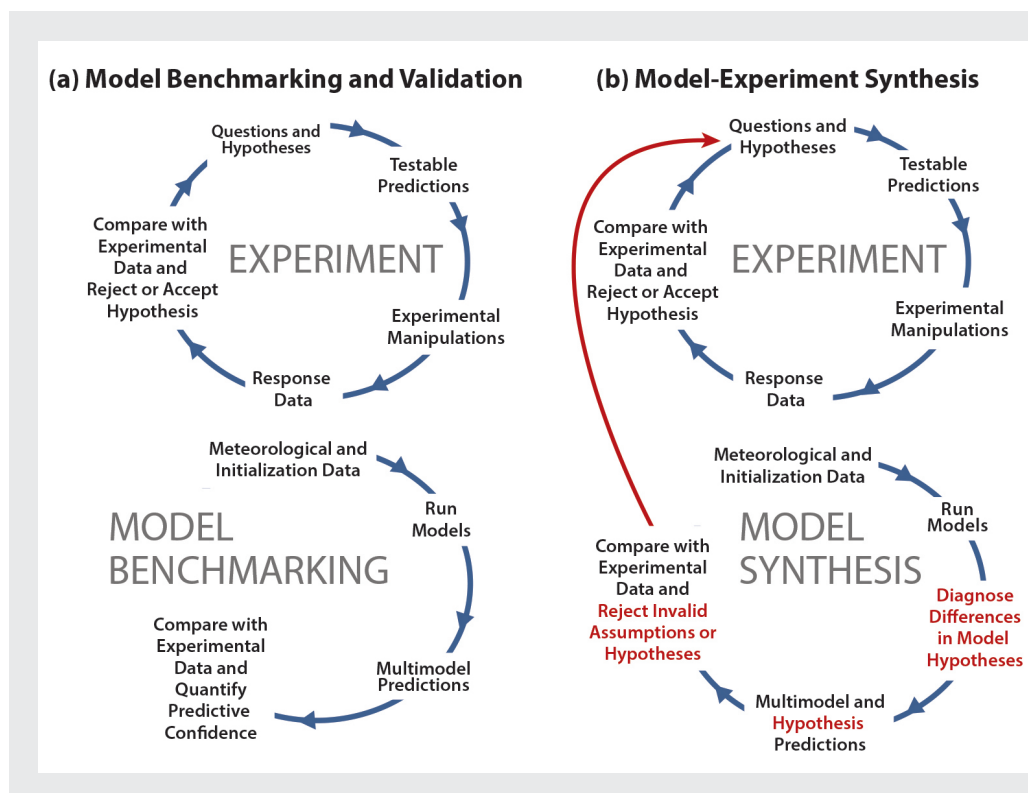 (a) Model Benchmarking and Validation
Questions and
Hypotheses
Testable
Predictions
Compare with
Experimental
Data and
Reject or Accept
Hypothesis
EXPERIMENT
Experimental
Manipulations
Response
Data
Meteorological and
Initialization Data
Run
Models
MODEL
BENCHMARKING
Compare with
Experimental
Data and
Quantify
Predictive
Confidence
Multimodel
Predictions
(b) Model-Experiment Synthesis
Questions and
Hypotheses
Testable
Predictions
Compare with
Experimental
Data and
Reject or Accept
Hypothesis
EXPERIMENT
Experimental
Manipulations
Response
Data
Meteorological and
Initialization Data
Run
Models
MODEL
SYNTHESIS
Compare with
Experimental
Data and
Reject Invalid
Assumptions or
Hypotheses
Diagnose
Differences
in Model
Hypotheses
Multimodel and
Hypothesis
Predictions